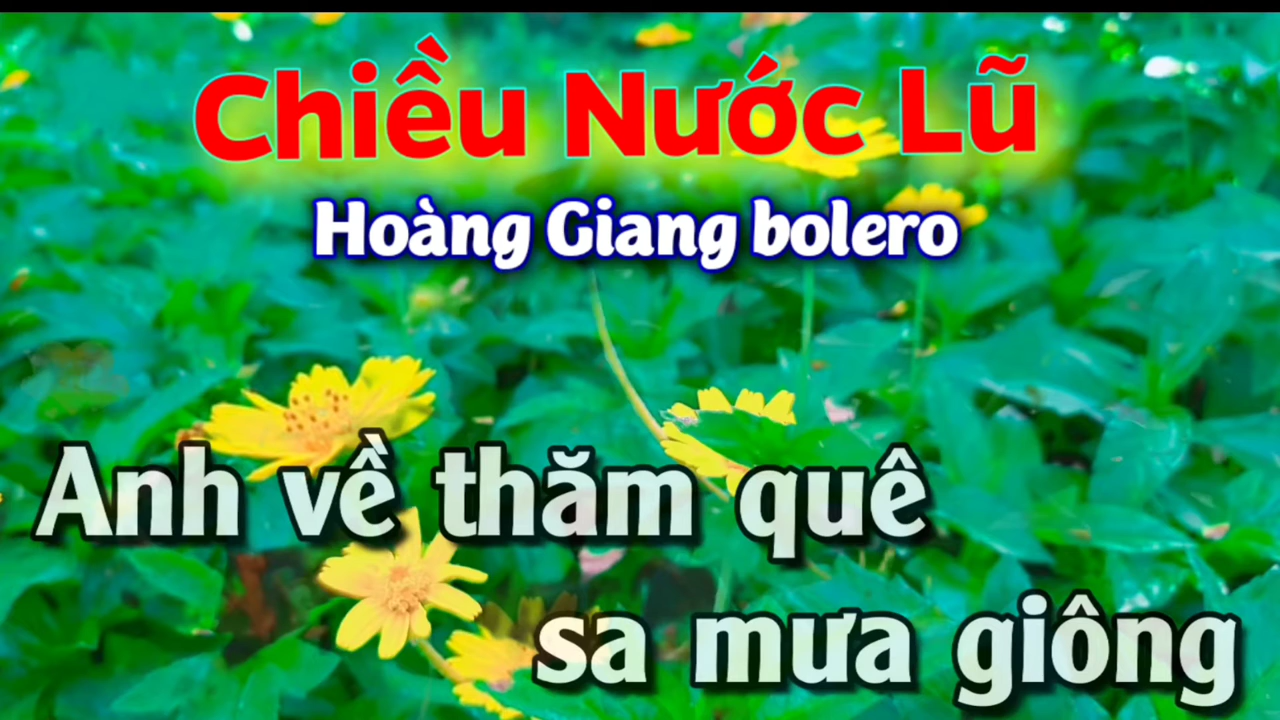 Chiều Nước Lũ
Hoàng Giang bolero
Anh về thăm quê
sa mưa giông